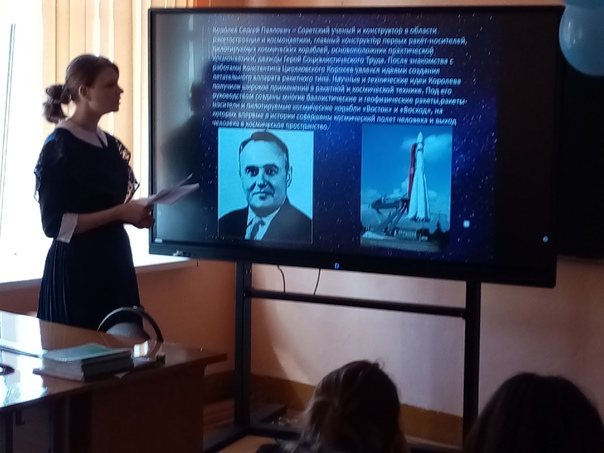 Королев Сергей Павлович – Советский ученый и конструктор в области
ракетостроения и космонавтики, главный конструктор первых ракет-носителей,
пилотируемых космических кораблей, основоположник практической
космонавтики, дважды Герой Социалистического Труда. После знакомства с
работами Константина Циолковского Королев увлекся идеями создания
летательного аппарата ракетного типа. Научные и технические идеи Королева
получили широкое применение в ракетной и космической технике. Под его
руководством созданы многие баллистические и геофизические ракеты,ракеты-
носители и пилотируемые космические корабли «Восток» и «Восход», на
которых впервые в истории совершены космический полет человека и выход
человека в космическое пространство.